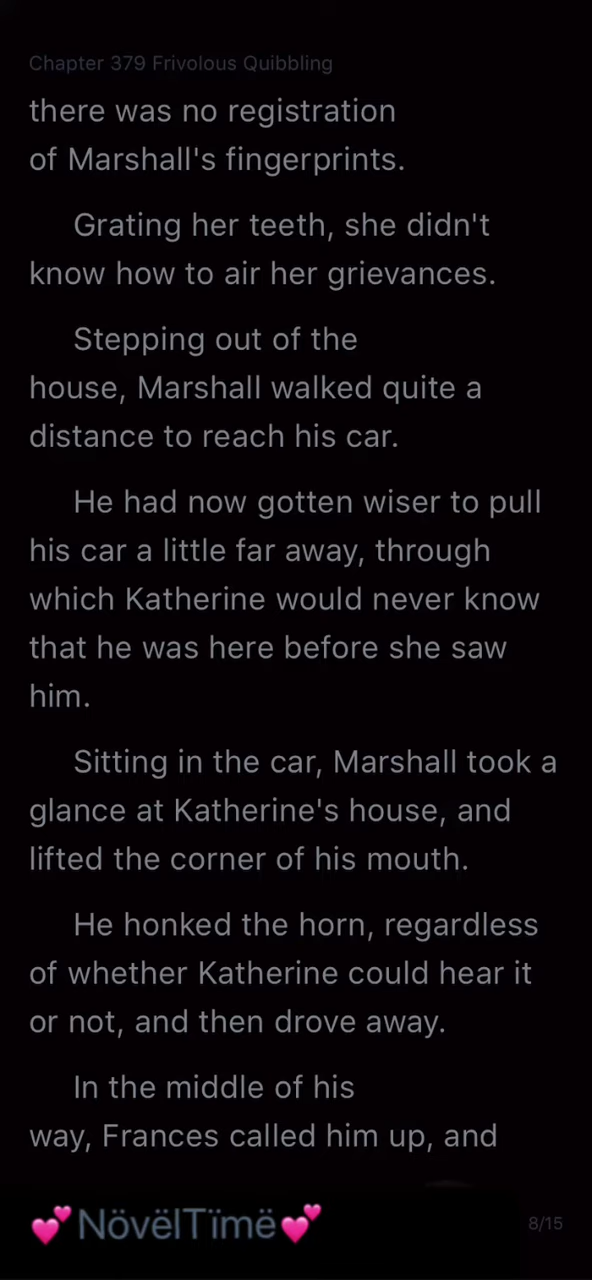 Chapter 379 Frivolous Quibbling
there was no registration
of Marshall's fingerprints.
Grating her teeth, she didn't
know how to air her grievances.
Stepping out of the
house, Marshall walked quite a
distance to reach his car.
He had now gotten wiser to pull
his car a little far away, through
which Katherine would never know
that he was here before she saw
him.
Sitting in the car, Marshall took a
glance at Katherine's house, and
lifted the corner of his mouth.
He honked the horn, regardless
of whether Katherine could hear it
or not, and then drove away.
In the middle of his
way, Frances called him up, and
💕NövëlTïmë💕
8/15